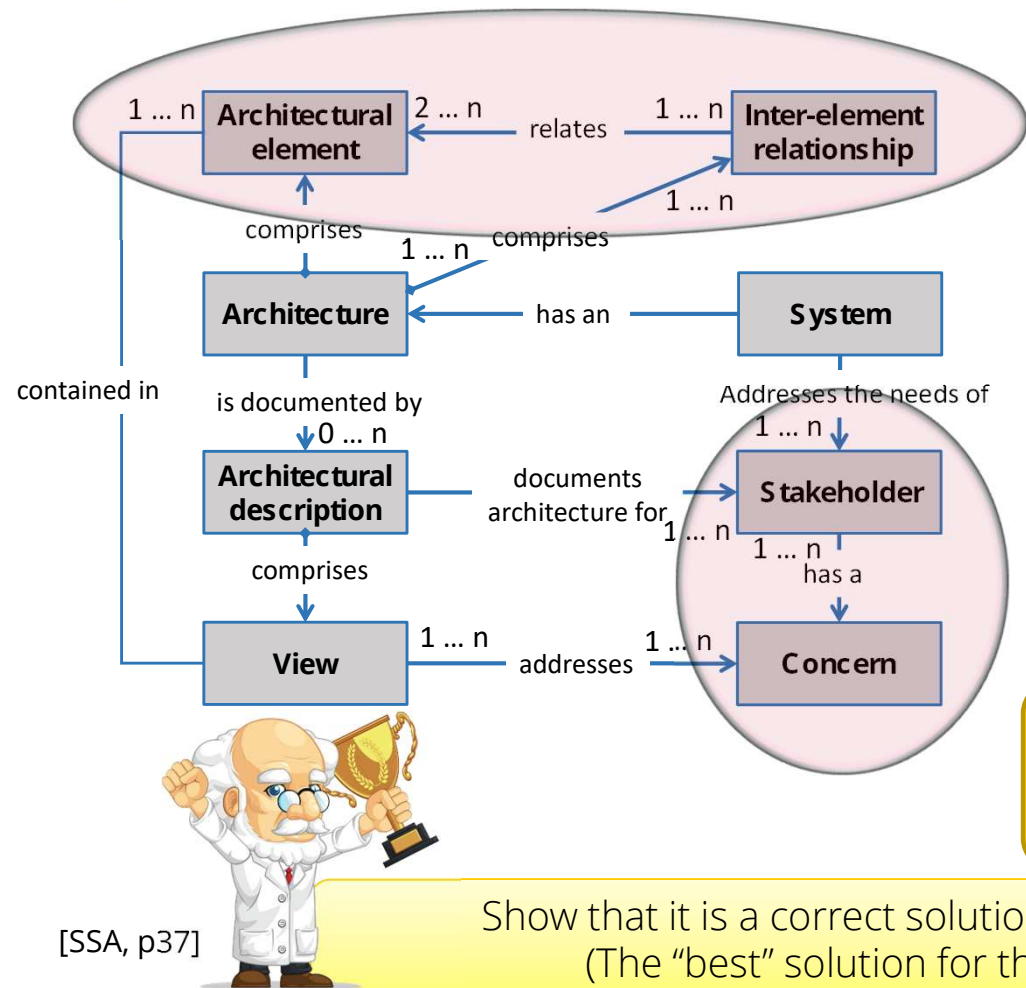 1 ... n
Architectural
element
2 ... n
relates
1 ... n
Inter-element
relationship
1 ... n
comprises
1 ... n
comprises
Architecture
has an
System
contained in
is documented by
0 ... n
Addresses the needs of
1 ... n
Architectural
description
documents
architecture for
1 ... n
Stakeholder
1 ... n
has a
comprises
View
1 ... n
addresses
1 ... n
Concern
[SSA, p37]
Show that it is a correct solutio
(The “best” solution for th